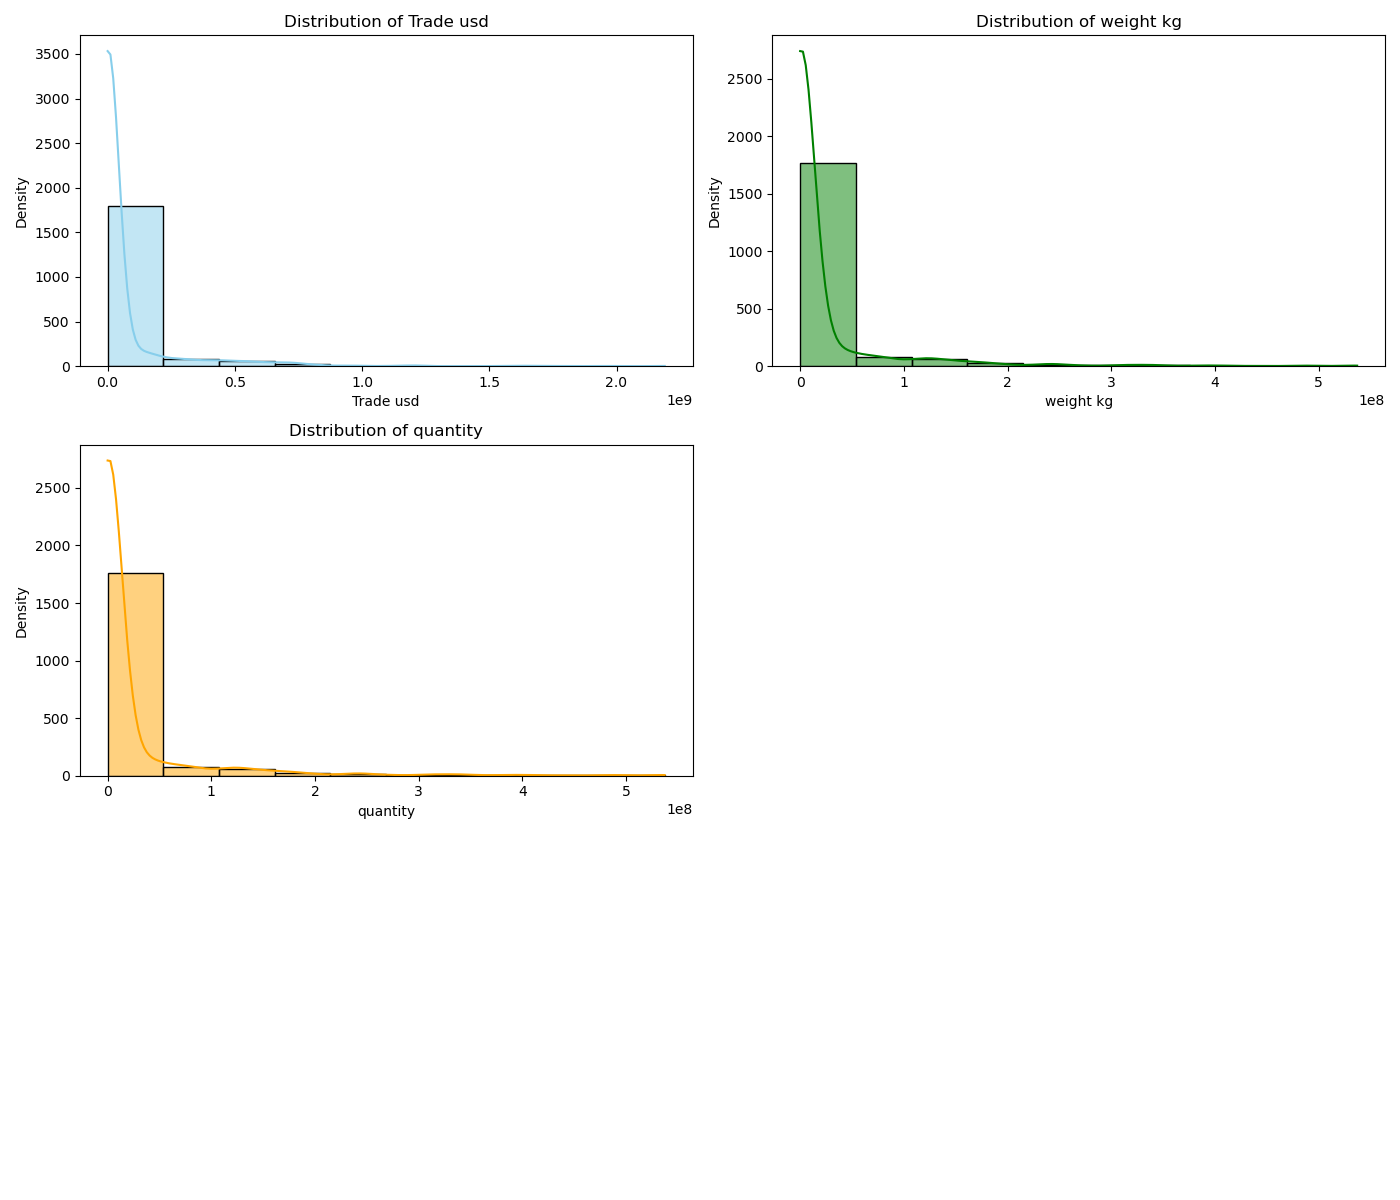 Distribution of Trade usd
3500
3000
2500
2000
1500
1000
500
0
Density
0.0 0.5 1.0 1.5 2.0
1e9
Trade usd
Distribution of weight kg
2500
2000
1500
1000
500
0
Density
0 1 2 3 4 5
1e8
weight kg
Distribution of quantity
2500
2000
1500
1000
500
0
Density
0 1 2 3 4 5
1e8
quantity